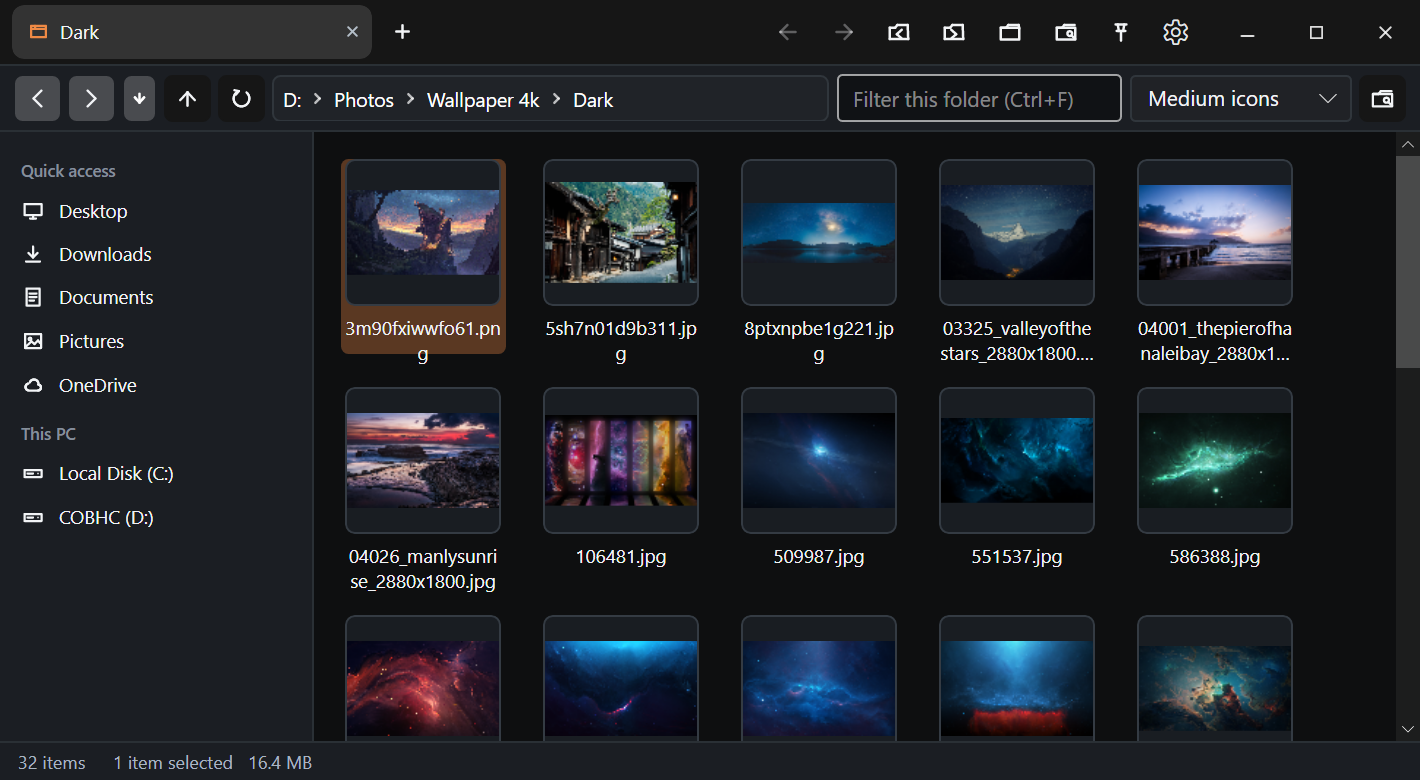 Dark
D: Photos Wallpaper 4k Dark
Filter this folder (Ctrl+F)
Medium icons
Quick access
Desktop
Downloads
Documents
Pictures
OneDrive
This PC
Local Disk (C:)
COBHC (D:)
3m90fxiwwfo61.pn
g
5sh7n01d9b311.jp
g
8ptxnpbe1g221.jp
g
03325_valleyofthe
stars_2880x1800....
04001_thepierofha
naleibay_2880x1...
04026_manlysunri
se_2880x1800.jpg
106481.jpg
509987.jpg
551537.jpg
586388.jpg
32 items 1 item selected 16.4 MB